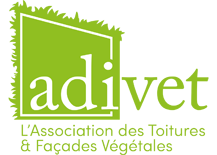 adivet
L'Association des Toitures
& Façades Végétales